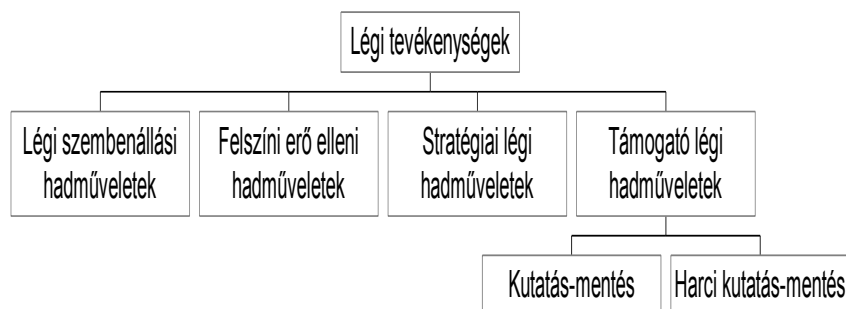 Légi tevékenységek
Légi szembenállási
hadműveletek
Felszíni erő elleni
hadműveletek
Stratégiai légi
hadműveletek
Támogató légi
hadműveletek
Kutatás-mentés
Harci kutatás-mentés